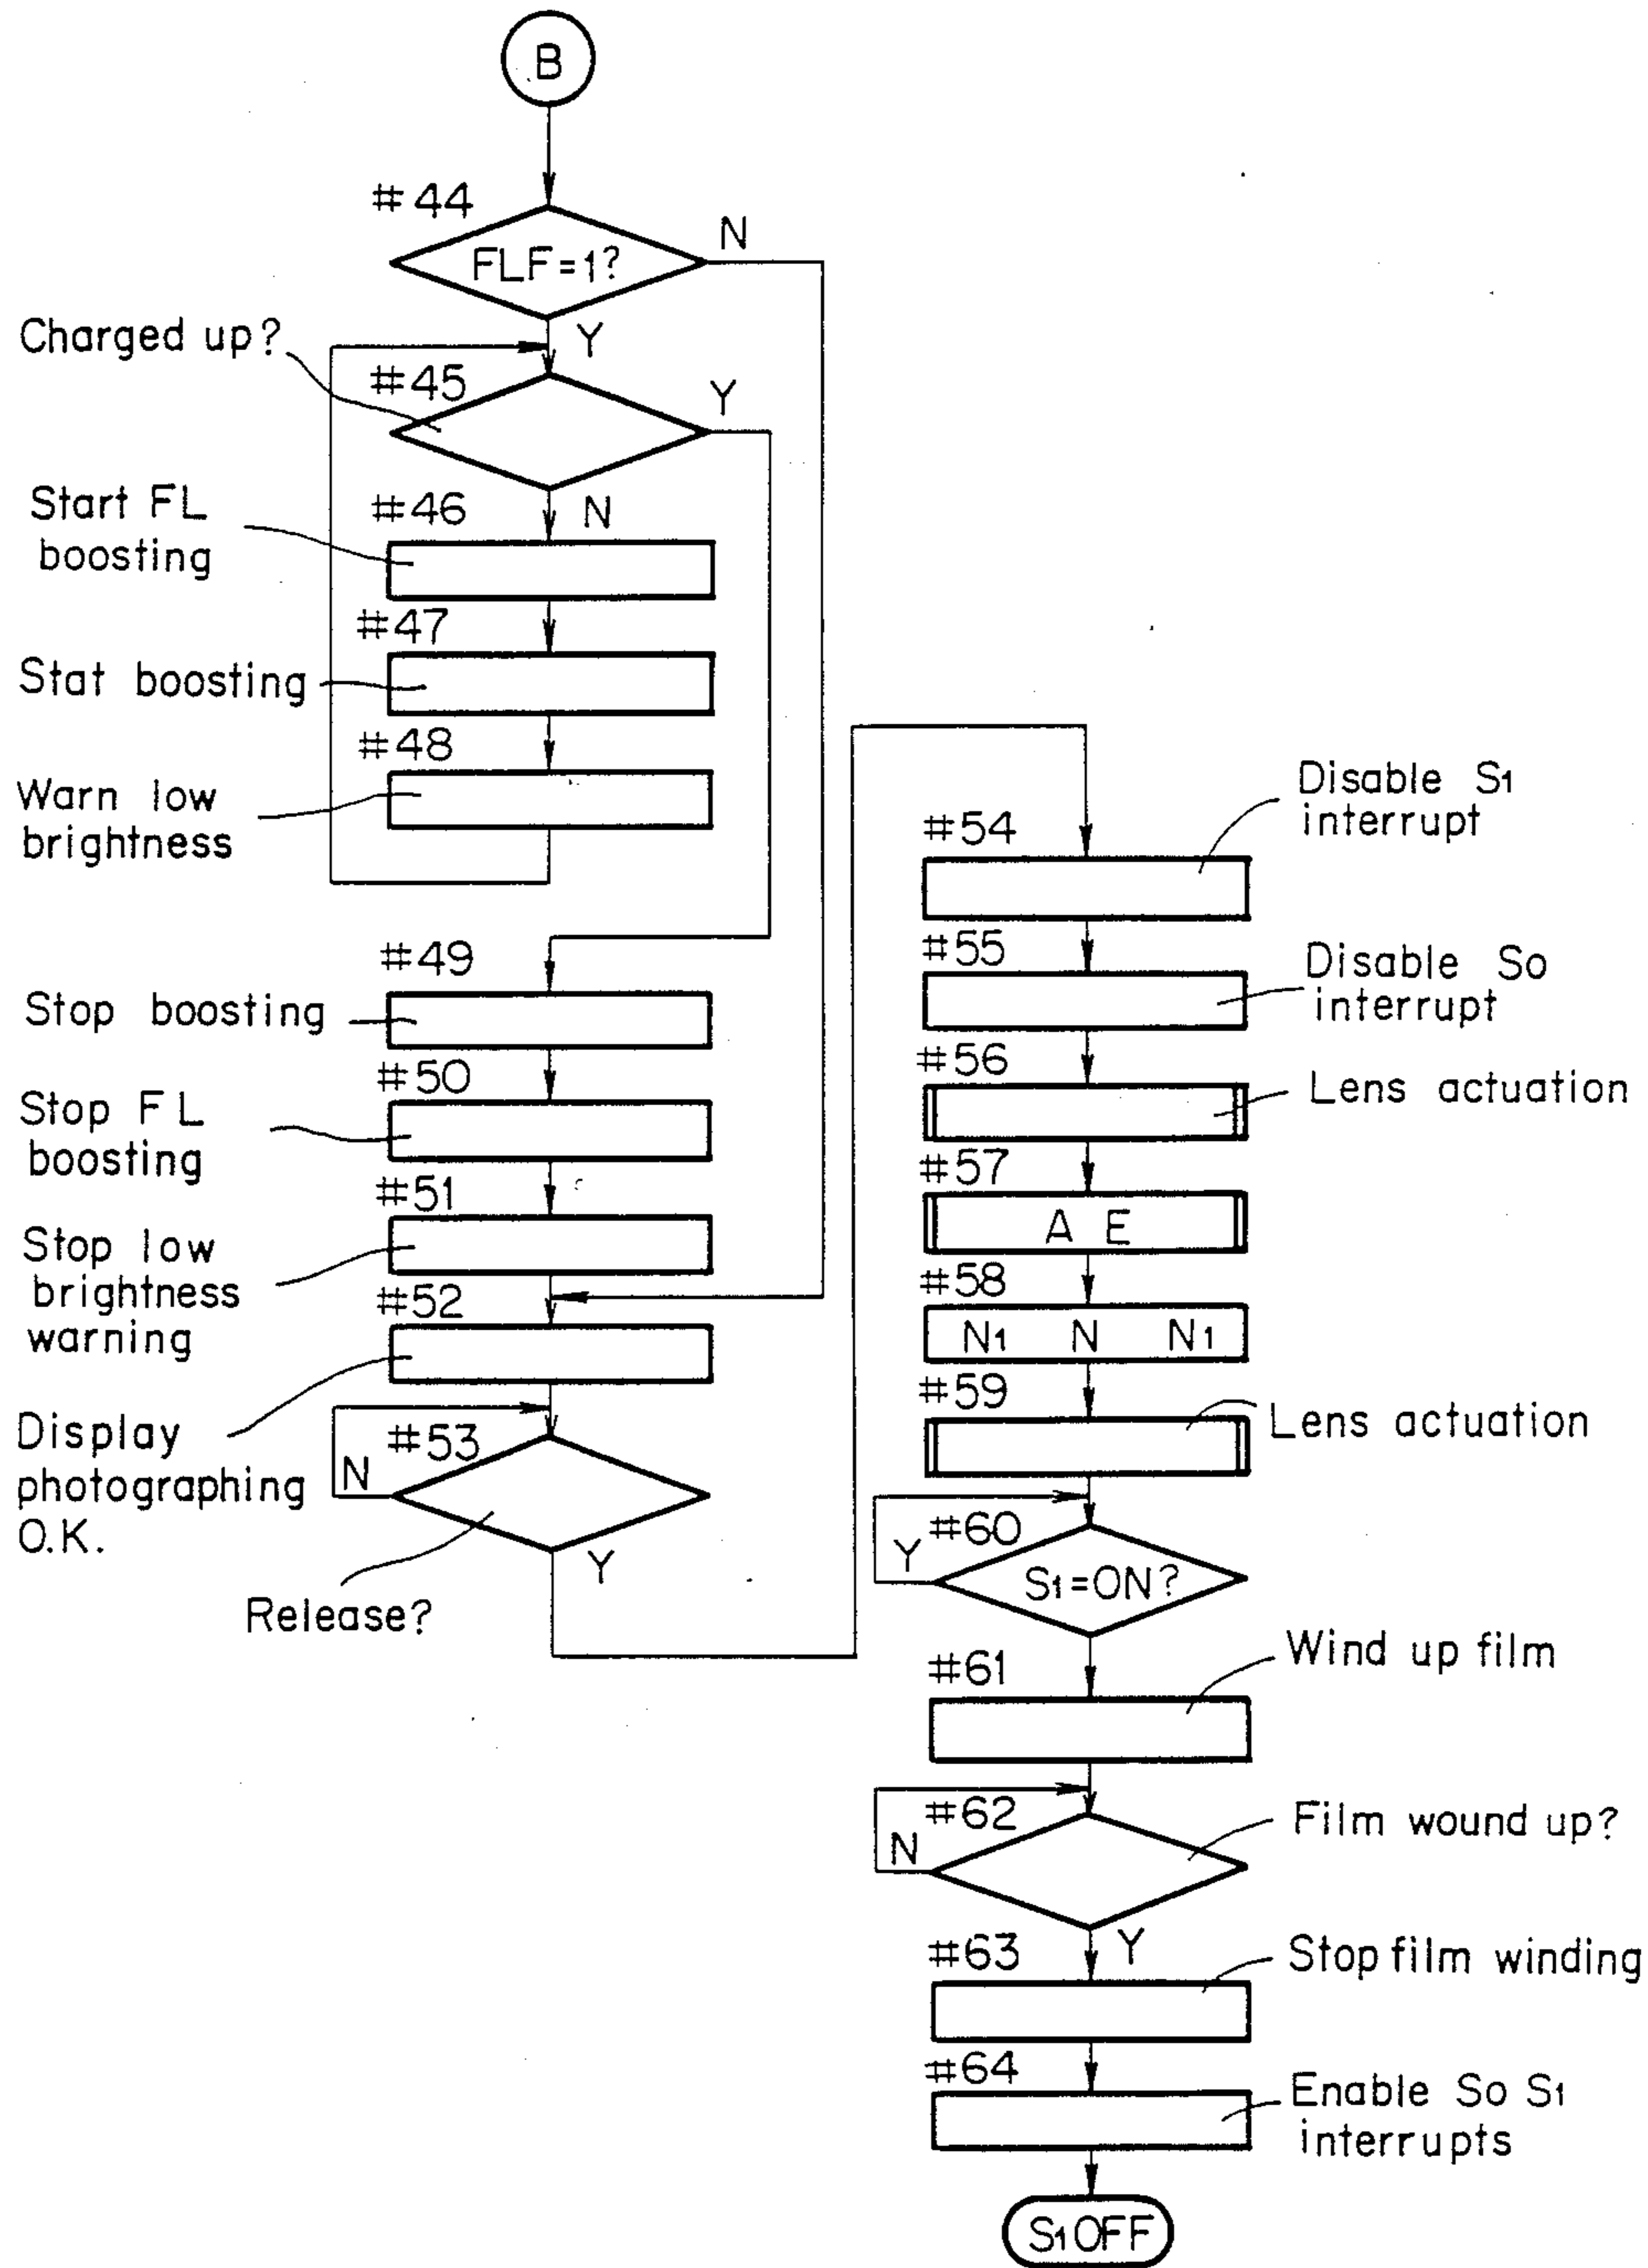 B
#44
FLF=1?
N
Y
Charged up?
#45
Y
N
#46
Start FL
boosting
#47
Stat boosting
#48
Warn low
brightness
#49
Stop boosting
#50
Stop FL
boosting
#51
Stop low
brightness
warning
#52
Display
photographing
O.K.
#53
N
Y
Release?
#54
Disable S1
interrupt
#55
Disable So
interrupt
#56
Lens actuation
#57
A E
#58
N1 N N1
#59
Lens actuation
#60
Y
S1=ON?
#61
Wind up film
#62
N
Film wound up?
Y
#63
Stop film winding
#64
Enable So S1
interrupts
S1OFF